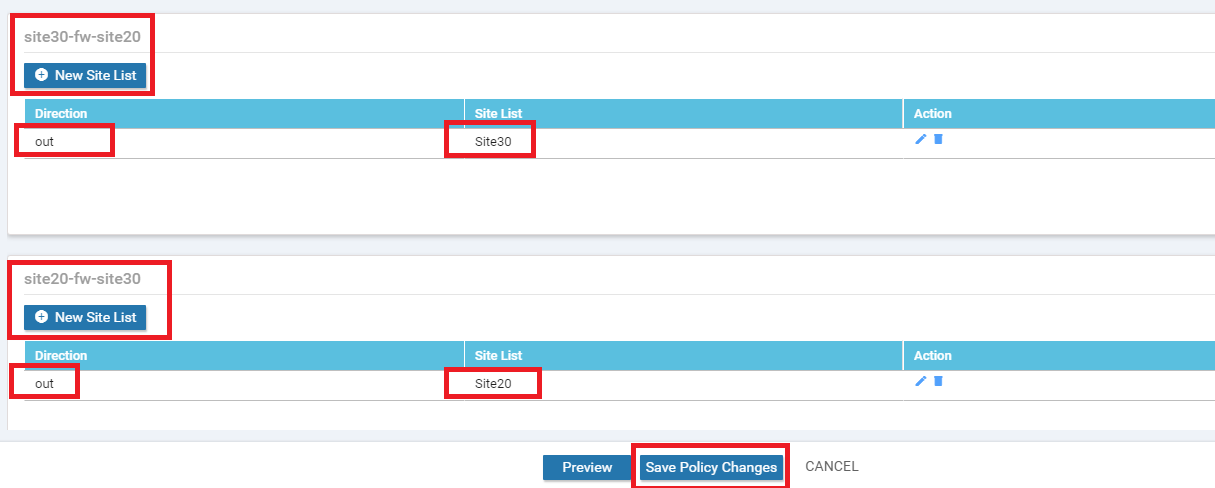 site30-fw-site20
New Site List
Direction Site List Action
out Site30
site20-fw-site30
New Site List
Direction Site List Action
out Site20
Preview Save Policy Changes CANCEL